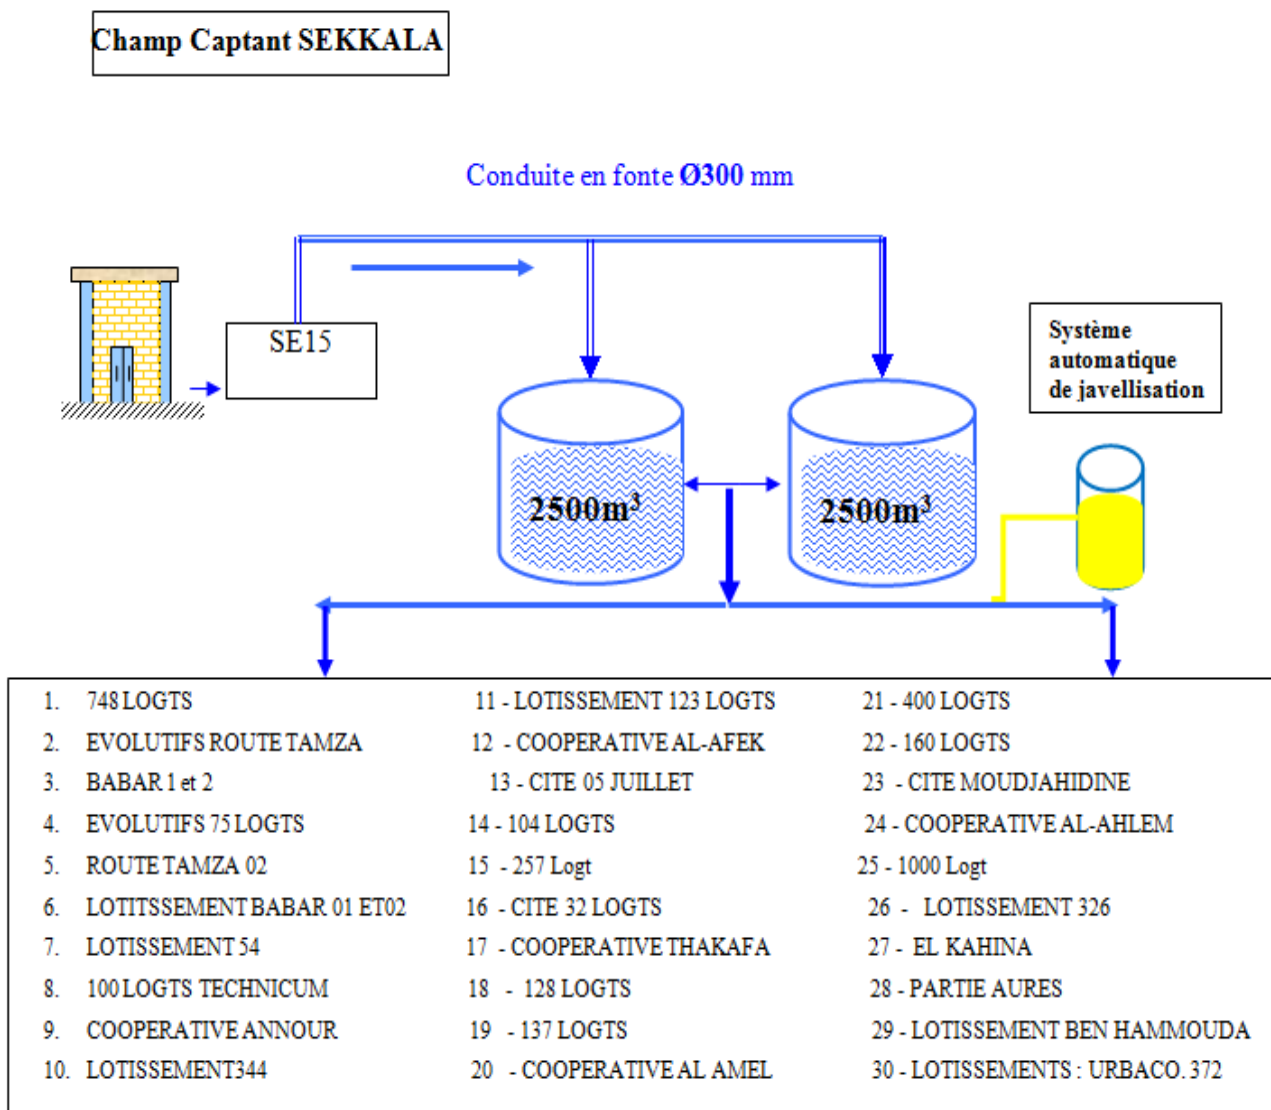 Champ Captant SEKKALA
Conduite en fonte Ø300 mm
SE15
Système
automatique
de javellisation
2500m³
2500m³
1. 748 LOGTS
2. EVOLUTIFS ROUTE TAMZA
3. BABAR 1 et 2
4. EVOLUTIFS 75 LOGTS
5. ROUTE TAMZA 02
6. LOTITSSEMENT BABAR 01 ET02
7. LOTISSEMENT 54
8. 100 LOGTS TECHNICUM
9. COOPERATIVE ANNOUR
10. LOTISSEMENT344
11 - LOTISSEMENT 123 LOGTS
12 - COOPERATIVE AL-AFEK
13 - CITE 05 JUILLET
14 - 104 LOGTS
15 - 257 Logt
16 - CITE 32 LOGTS
17 - COOPERATIVE THAKAFA
18 - 128 LOGTS
19 - 137 LOGTS
20 - COOPERATIVE AL AMEL
21 - 400 LOGTS
22 - 160 LOGTS
23 - CITE MOUDJAHIDINE
24 - COOPERATIVE AL-AHLEM
25 - 1000 Logt
26 - LOTISSEMENT 326
27 - EL KAHINA
28 - PARTIE AURES
29 - LOTISSEMENT BEN HAMMOUDA
30 - LOTISSEMENTS : URBACO. 372